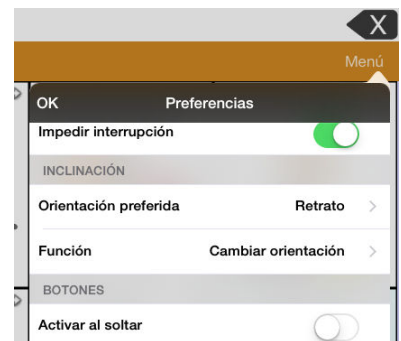 X
Menú
OK Preferencias
Impedir interrupción
INCLINACIÓN
Orientación preferida Retrato
Función Cambiar orientación
BOTONES
Activar al soltar